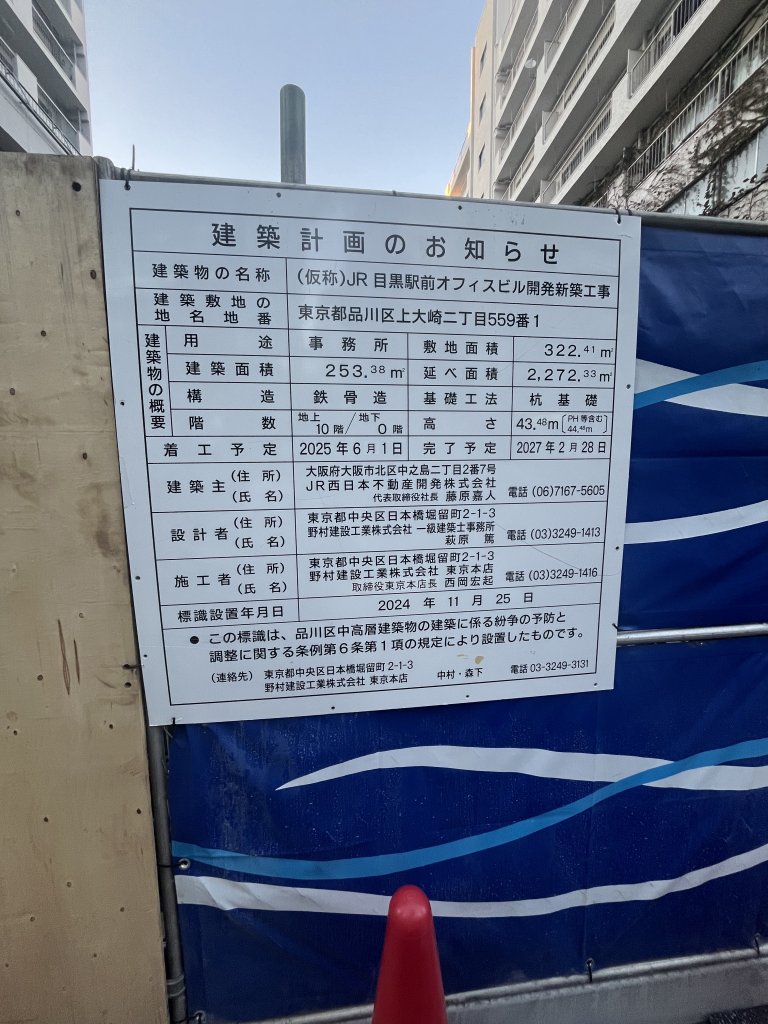 建築計画のお知らせ
建築物の名称 (仮称)JR目黒駅前オフィスビル開発新築工事
建築敷地の地名地番 東京都品川区上大崎二丁目559番1
建築物の概要
用途 事務所 敷地面積 322.41㎡
建築面積 253.38㎡ 延べ面積 2,272.33㎡
構造 鉄骨造 基礎工法 杭基礎
階数 地上10階/地下0階 高さ 43.48m〔PH等含む 44.48m〕
着工予定 2025年6月1日 完了予定 2027年2月28日
建築主 (住所) 大阪府大阪市北区中之島二丁目2番7号
(氏名) JR西日本不動産開発株式会社
代表取締役社長 藤原嘉人 電話 (06)7167-5605
設計者 (住所) 東京都中央区日本橋堀留町2-1-3
(氏名) 野村建設工業株式会社 一級建築士事務所
萩原 篤 電話 (03)3249-1413
施工者 (住所) 東京都中央区日本橋堀留町2-1-3
(氏名) 野村建設工業株式会社 東京本店
取締役東京本店長 西岡宏起 電話 (03)3249-1416
標識設置年月日 2024年11月25日
● この標識は、品川区中高層建築物の建築に係る紛争の予防と
調整に関する条例第6条第1項の規定により設置したものです。
(連絡先) 東京都中央区日本橋堀留町2-1-3
野村建設工業株式会社 東京本店 中村・森下 電話 03-3249-3131